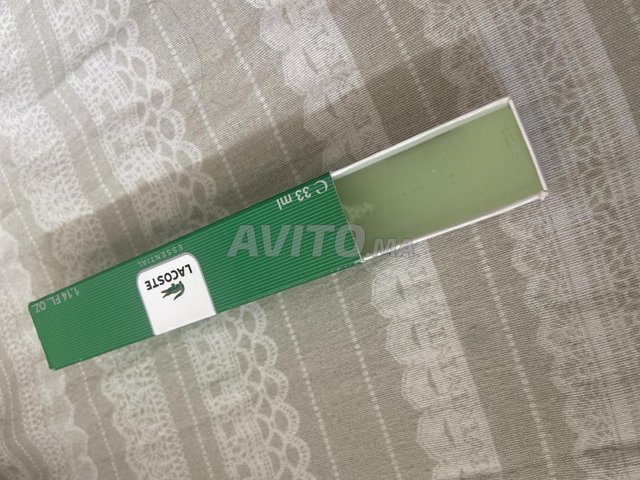 1.14 FL. OZ
LACOSTE
ESSENTIAL
℮ 33 ml
AVITO.MA